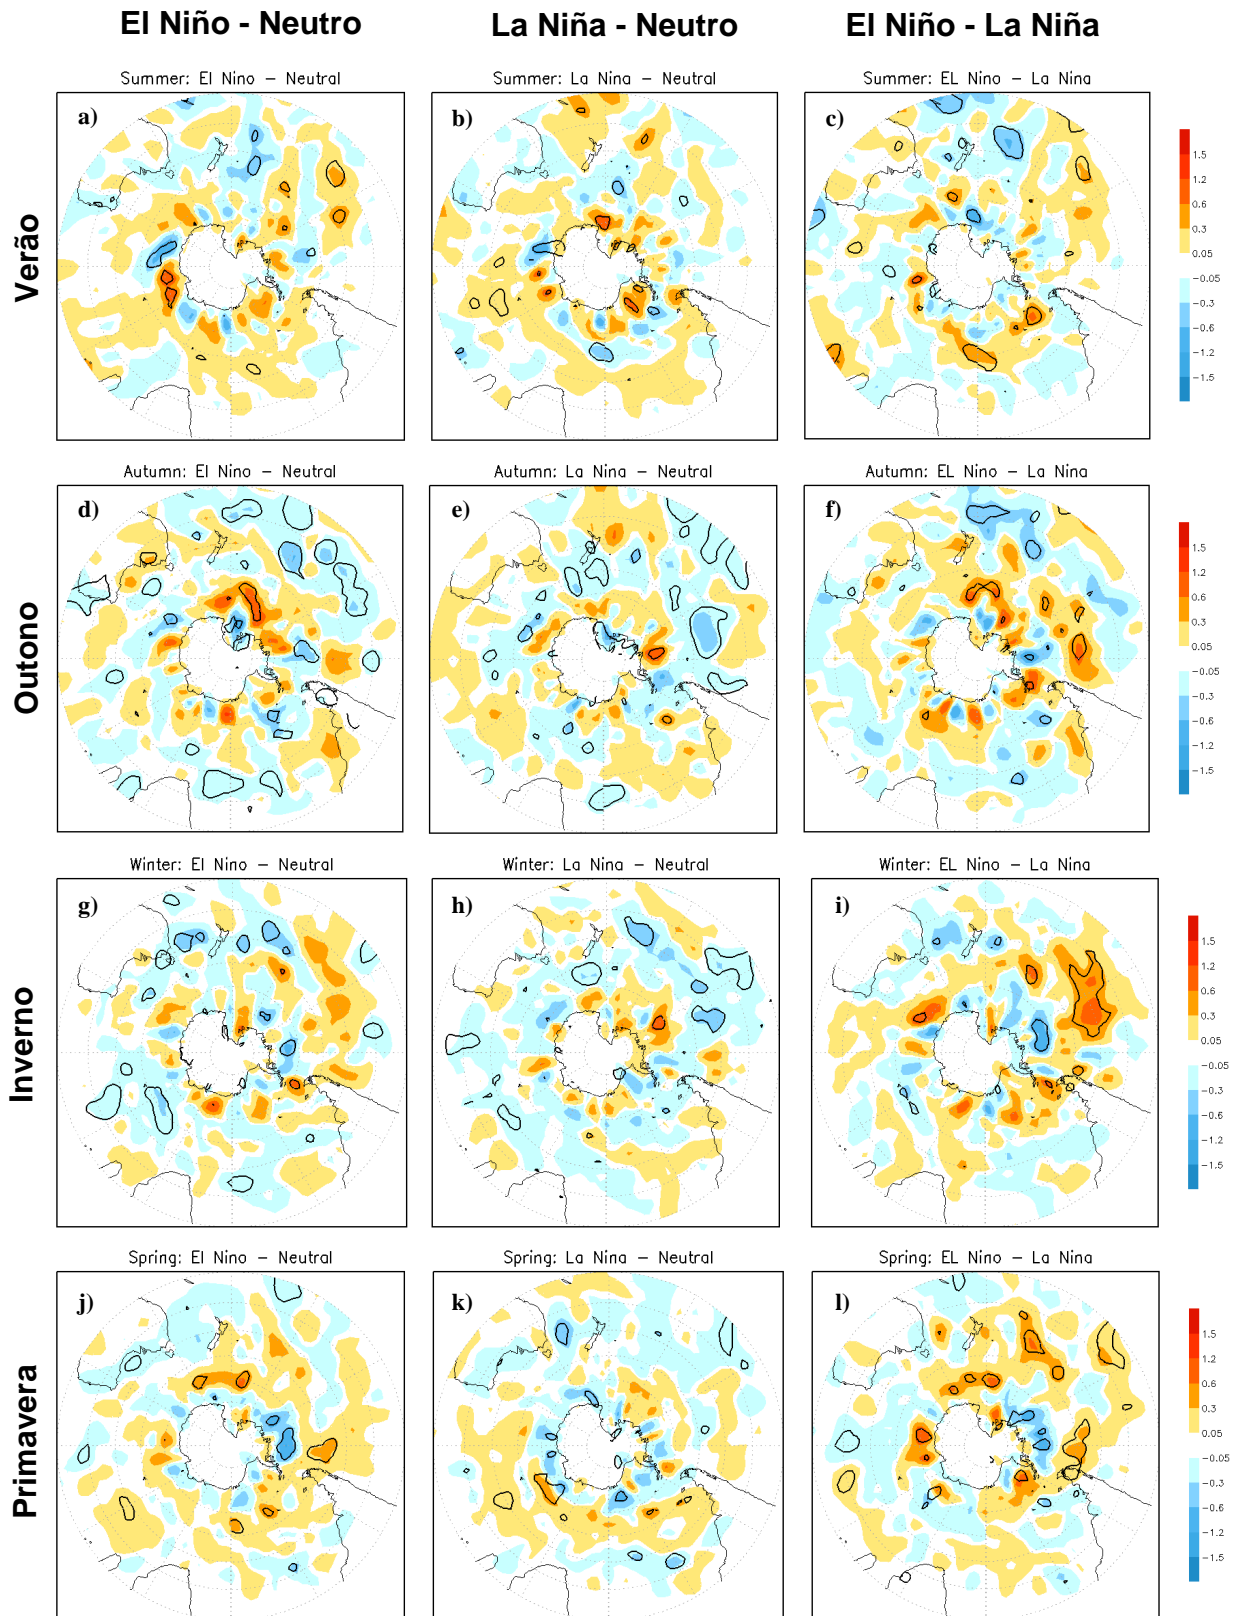 El Niño - Neutro
La Niña - Neutro
El Niño - La Niña
Verão
Summer: El Nino – Neutral
a)
Summer: La Nina – Neutral
b)
Summer: EL Nino – La Nina
c)
1.5
1.2
0.6
0.3
0.05
−0.05
−0.3
−0.6
−1.2
−1.5
Outono
Autumn: El Nino – Neutral
d)
Autumn: La Nina – Neutral
e)
Autumn: EL Nino – La Nina
f)
1.5
1.2
0.6
0.3
0.05
−0.05
−0.3
−0.6
−1.2
−1.5
Inverno
Winter: El Nino – Neutral
g)
Winter: La Nina – Neutral
h)
Winter: EL Nino – La Nina
i)
1.5
1.2
0.6
0.3
0.05
−0.05
−0.3
−0.6
−1.2
−1.5
Primavera
Spring: El Nino – Neutral
j)
Spring: La Nina – Neutral
k)
Spring: EL Nino – La Nina
l)
1.5
1.2
0.6
0.3
0.05
−0.05
−0.3
−0.6
−1.2
−1.5